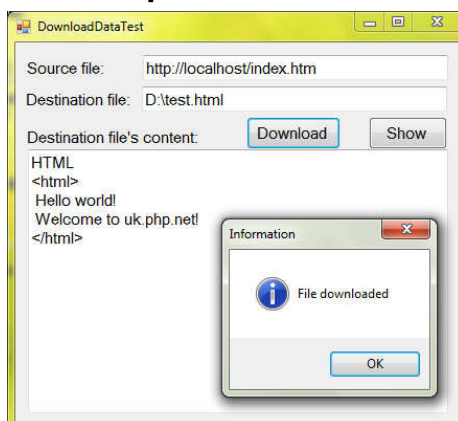 DownloadDataTest
Source file: http://localhost/index.htm
Destination file: D:\test.html
Destination file's content: Download Show
HTML
<html>
Hello world!
Welcome to uk.php.net!
</html>
Information
File downloaded
OK